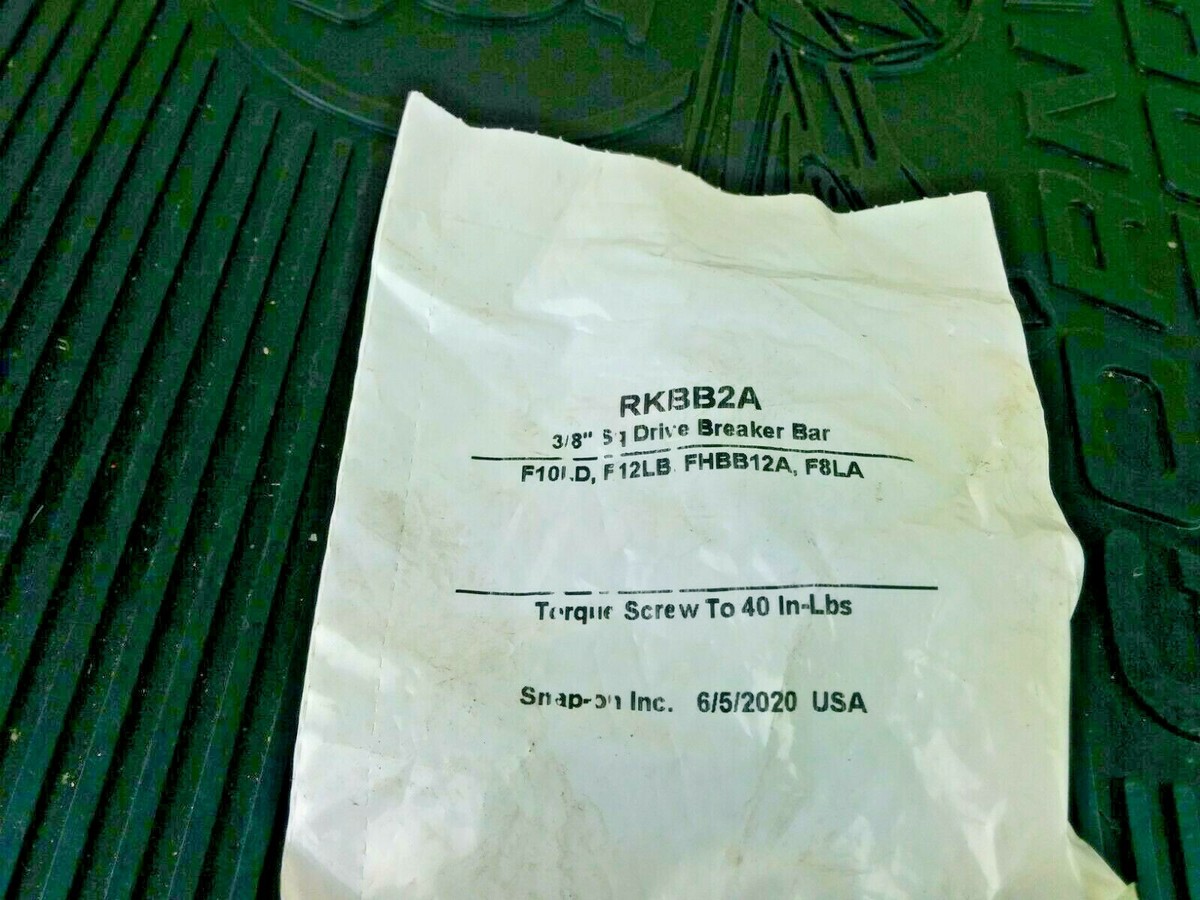 RKBB2A
3/8" Sq Drive Breaker Bar
F10LD, F12LB, FHBB12A, F8LA
Torque Screw To 40 In-Lbs
Snap-on Inc. 6/5/2020 USA